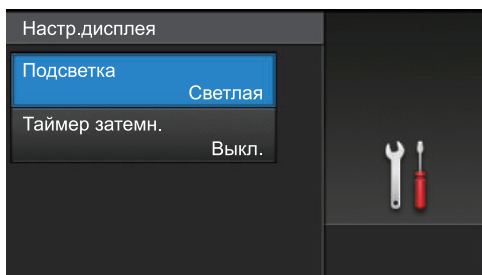 Настр.дисплея
Подсветка
Светлая
Таймер затемн.
Выкл.